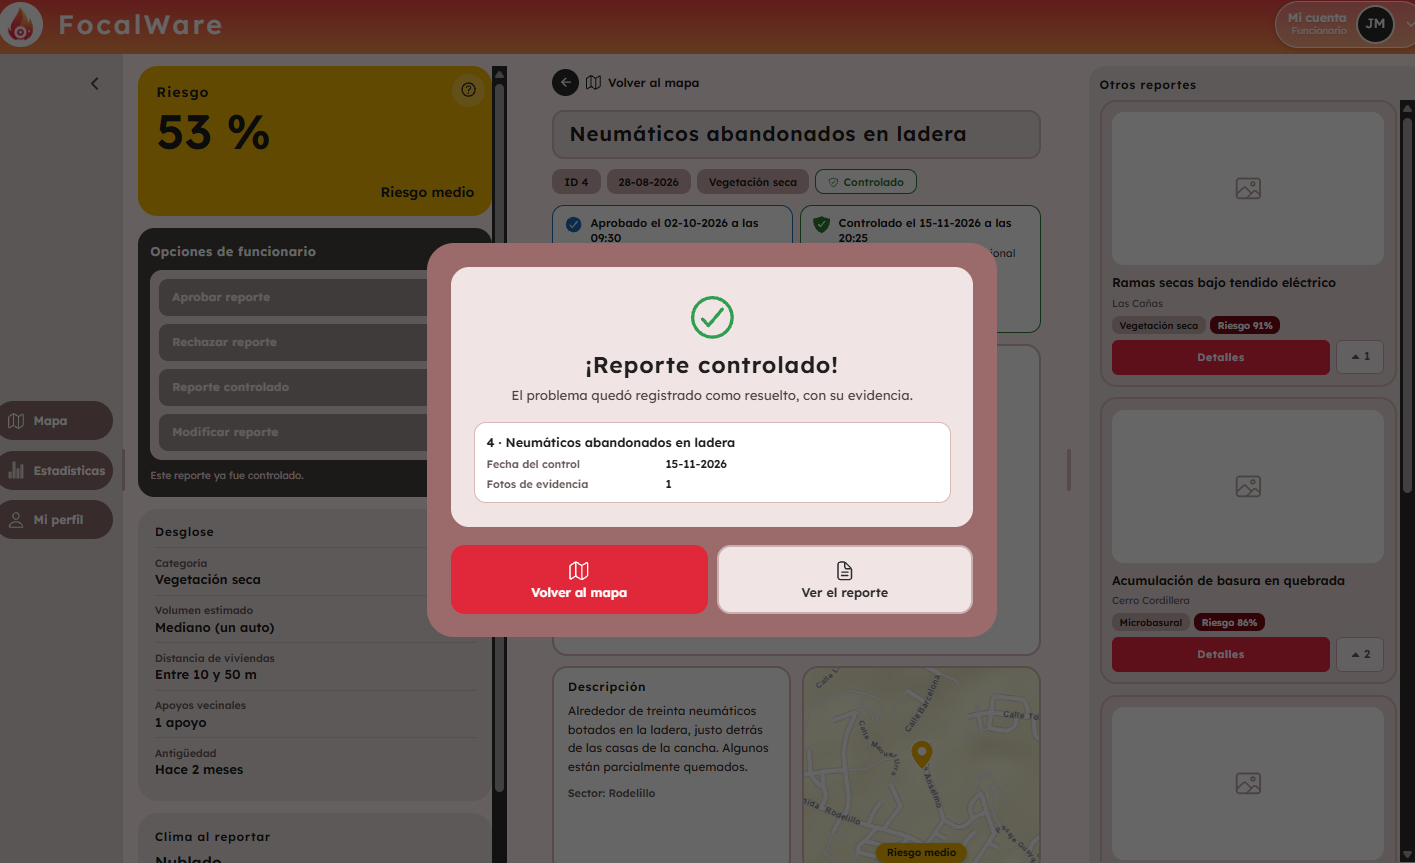 FocalWare
Mi cuenta
Funcionario
JM
Riesgo
53 %
Riesgo medio
Opciones de funcionario
Aprobar reporte
Rechazar reporte
Reporte controlado
Modificar reporte
Este reporte ya fue controlado.
Mapa
Estadísticas
Mi perfil
Desglose
Categoría
Vegetación seca
Volumen estimado
Mediano (un auto)
Distancia de viviendas
Entre 10 y 50 m
Apoyos vecinales
1 apoyo
Antigüedad
Hace 2 meses
Clima al reportar
Nublado
Volver al mapa
Neumáticos abandonados en ladera
ID 4
28-08-2026
Vegetación seca
Controlado
Aprobado el 02-10-2026 a las
09:30
Controlado el 15-11-2026 a las
20:25
ional
¡Reporte controlado!
El problema quedó registrado como resuelto, con su evidencia.
4 · Neumáticos abandonados en ladera
Fecha del control 15-11-2026
Fotos de evidencia 1
Volver al mapa
Ver el reporte
Descripción
Alrededor de treinta neumáticos
botados en la ladera, justo detrás
de las casas de la cancha. Algunos
están parcialmente quemados.
Sector: Rodelillo
Calle Barcelona
Anselmo
Rodelillo
Riesgo medio
Otros reportes
Ramas secas bajo tendido eléctrico
Las Cañas
Vegetación seca
Riesgo 91%
Detalles
1
Acumulación de basura en quebrada
Cerro Cordillera
Microbasural
Riesgo 86%
Detalles
2